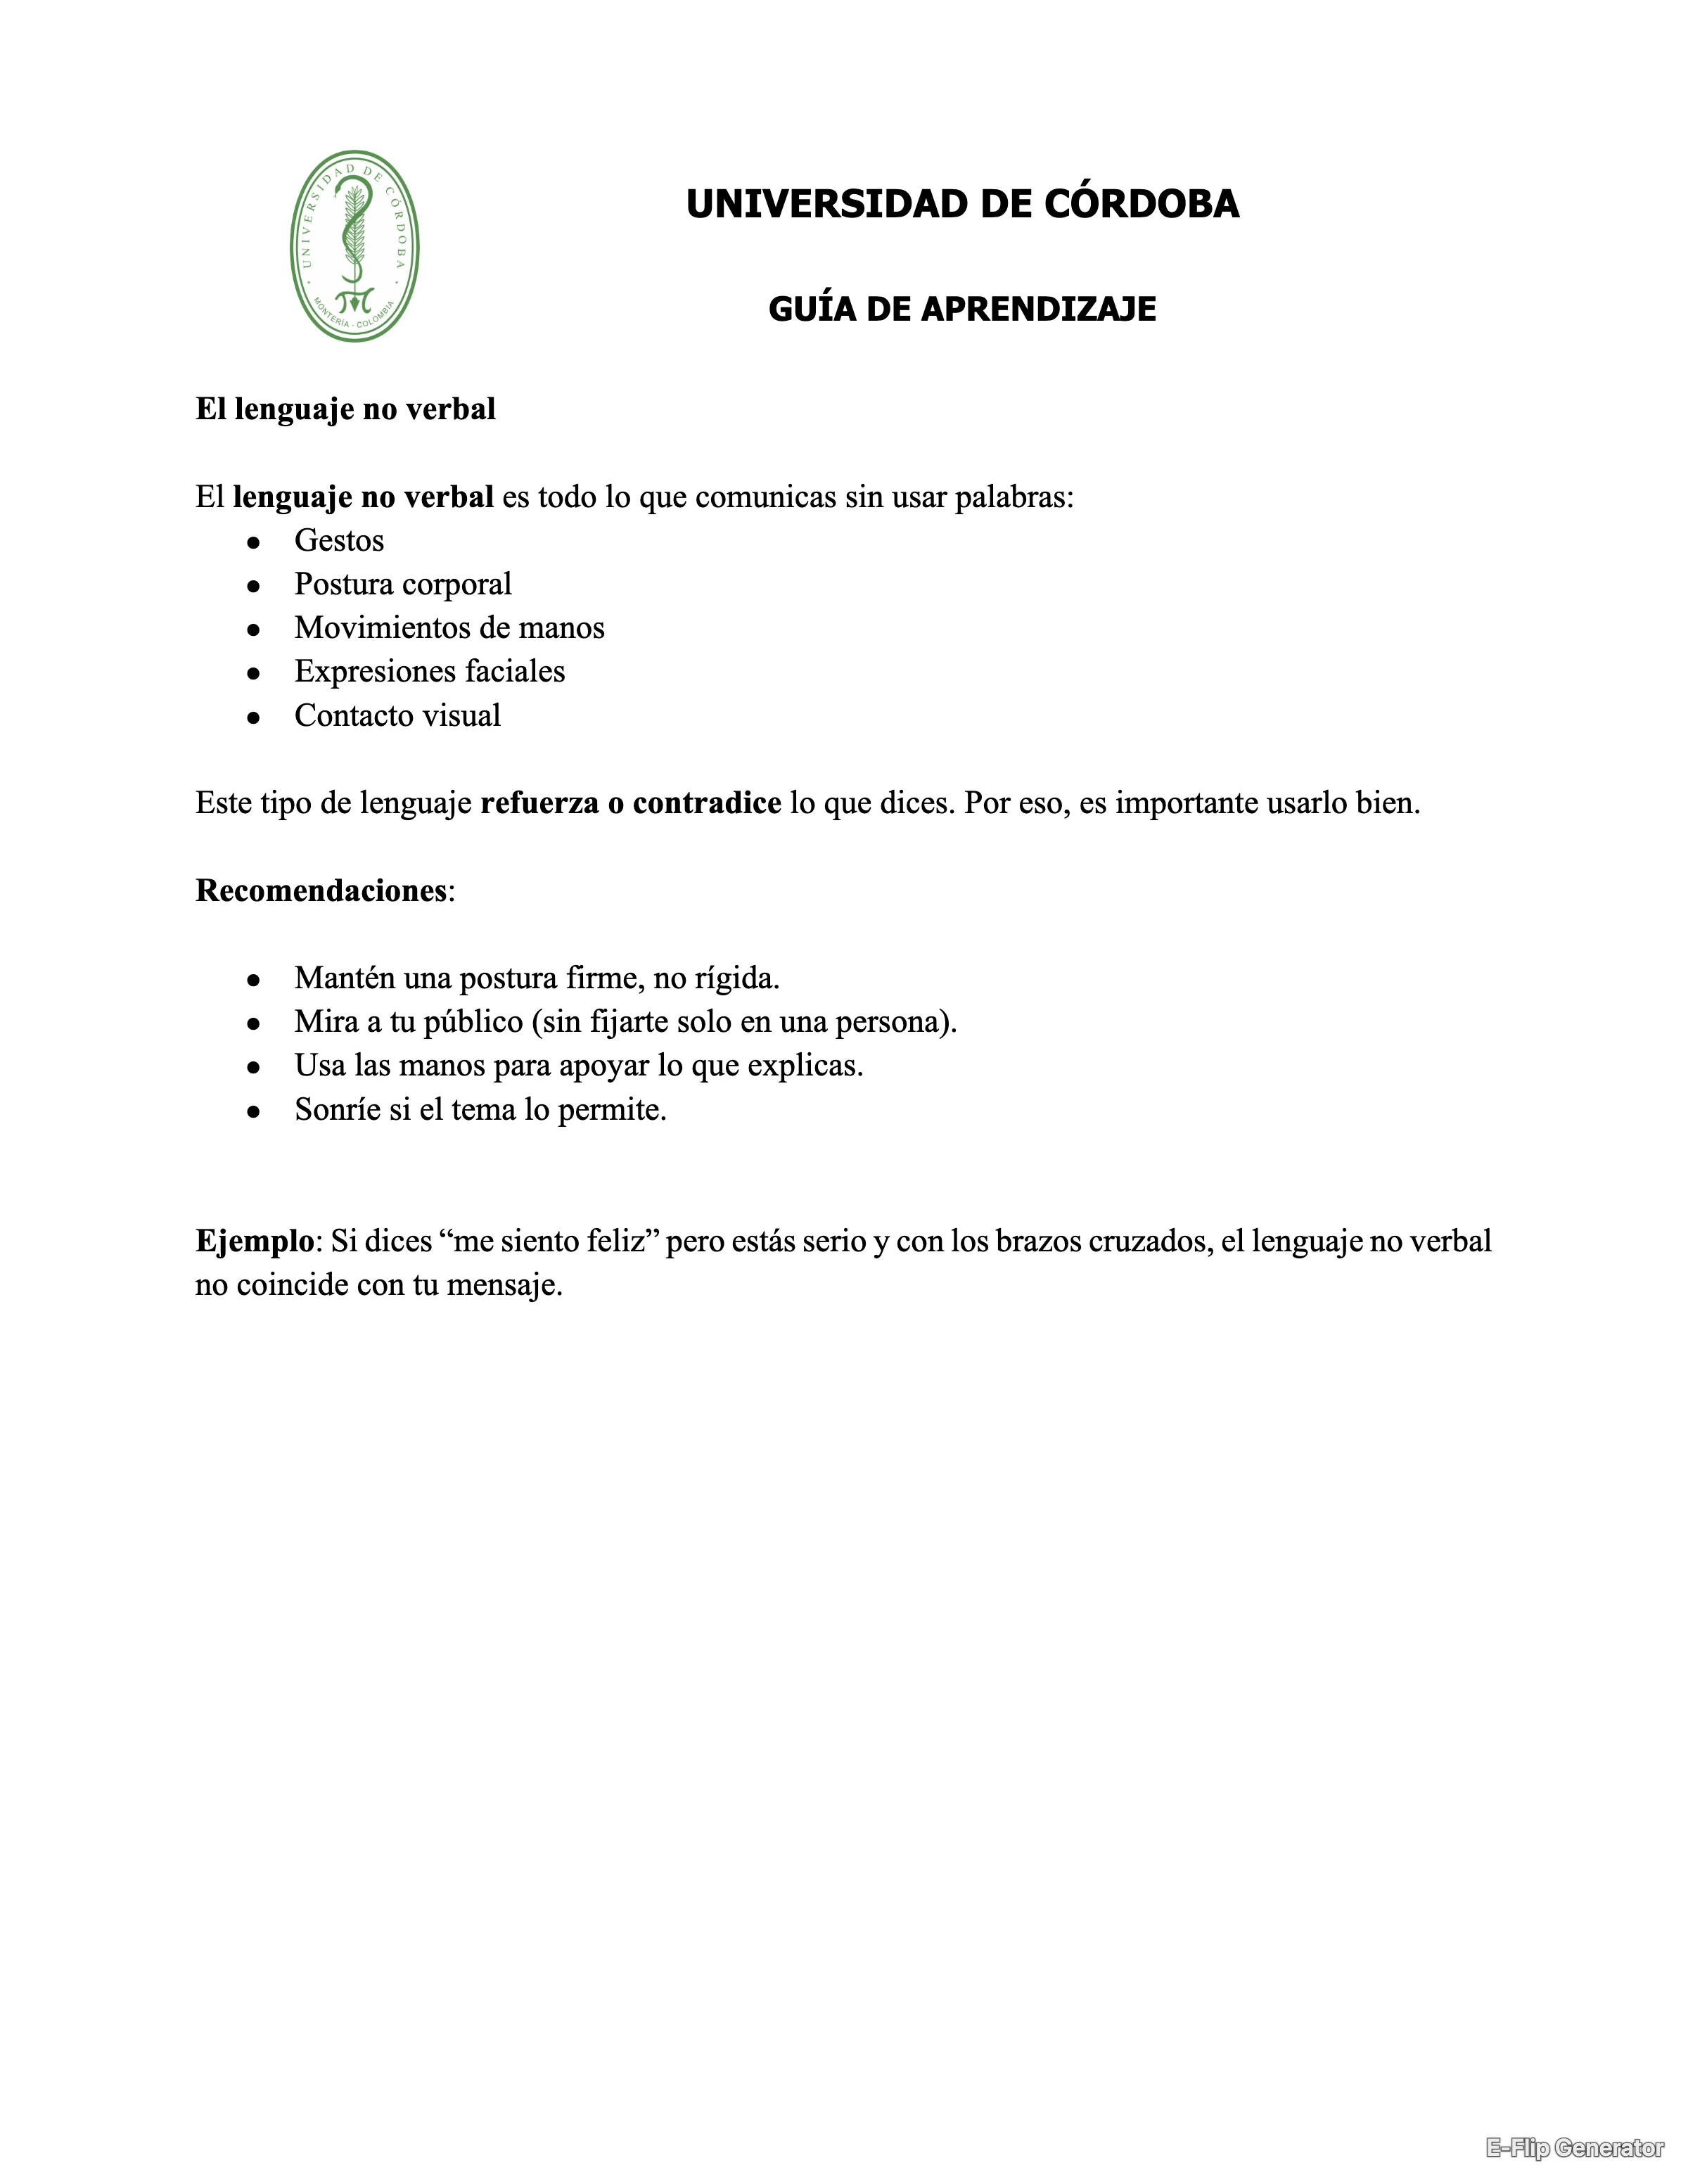 UNIVERSIDAD DE CÓRDOBA
MONTERÍA - COLOMBIA
UNIVERSIDAD DE CÓRDOBA
GUÍA DE APRENDIZAJE
El lenguaje no verbal
El lenguaje no verbal es todo lo que comunicas sin usar palabras:
● Gestos
● Postura corporal
● Movimientos de manos
● Expresiones faciales
● Contacto visual
Este tipo de lenguaje refuerza o contradice lo que dices. Por eso, es importante usarlo bien.
Recomendaciones:
● Mantén una postura firme, no rígida.
● Mira a tu público (sin fijarte solo en una persona).
● Usa las manos para apoyar lo que explicas.
● Sonríe si el tema lo permite.
Ejemplo: Si dices “me siento feliz” pero estás serio y con los brazos cruzados, el lenguaje no verbal
no coincide con tu mensaje.
E-Flip Generator